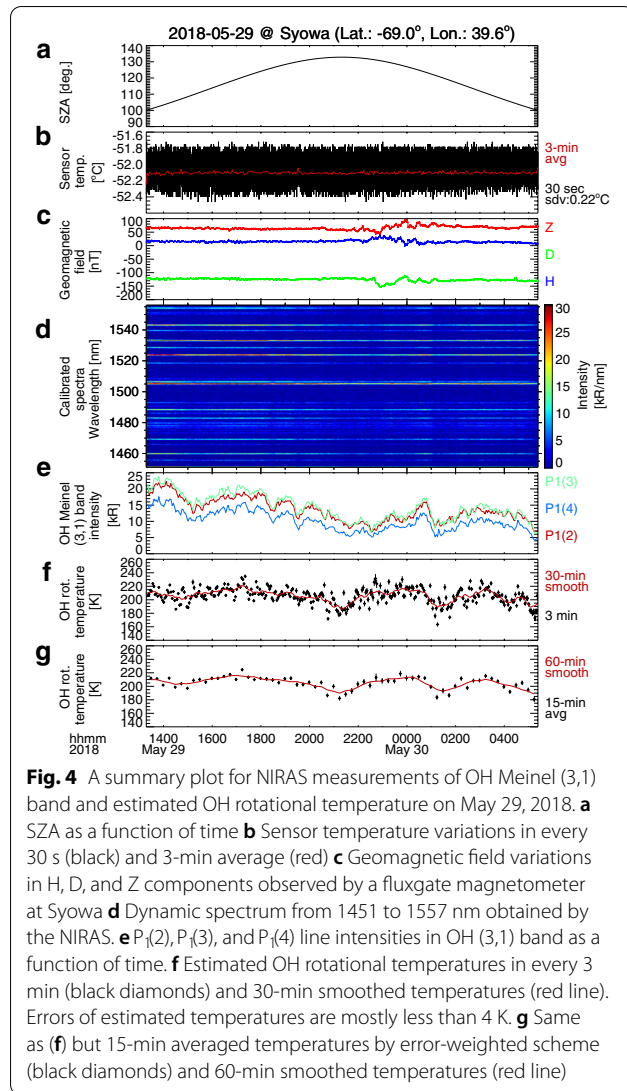 2018-05-29 @ Syowa (Lat.: -69.0º, Lon.: 39.6º)
a
SZA [deg.]
140
130
120
110
100
90
b
Sensor temp. [ºC]
-51.6
-51.8
-52.0
-52.2
-52.4
3-min avg
30 sec
sdv:0.22ºC
c
Geomagnetic field [nT]
100
50
0
-50
-100
-150
-200
Z
D
H
d
Calibrated spectra Wavelength [nm]
1540
1520
1500
1480
1460
30
25
20
15
10
5
0
Intensity [kR/nm]
e
OH Meinel (3,1) band intensity [kR]
25
20
15
10
5
0
P1(3)
P1(4)
P1(2)
f
OH rot. temperature [K]
260
240
220
200
180
160
140
30-min smooth
3 min
g
OH rot. temperature [K]
260
240
220
200
180
160
140
60-min smooth
15-min avg
hhmm 1400 1600 1800 2000 2200 0000 0200 0400
2018 May 29 May 30
Fig. 4 A summary plot for NIRAS measurements of OH Meinel (3,1)
band and estimated OH rotational temperature on May 29, 2018. a
SZA as a function of time b Sensor temperature variations in every
30 s (black) and 3-min average (red) c Geomagnetic field variations
in H, D, and Z components observed by a fluxgate magnetometer
at Syowa d Dynamic spectrum from 1451 to 1557 nm obtained by
the NIRAS. e P₁(2), P₁(3), and P₁(4) line intensities in OH (3,1) band as a
function of time. f Estimated OH rotational temperatures in every 3
min (black diamonds) and 30-min smoothed temperatures (red line).
Errors of estimated temperatures are mostly less than 4 K. g Same
as (f) but 15-min averaged temperatures by error-weighted scheme
(black diamonds) and 60-min smoothed temperatures (red line)